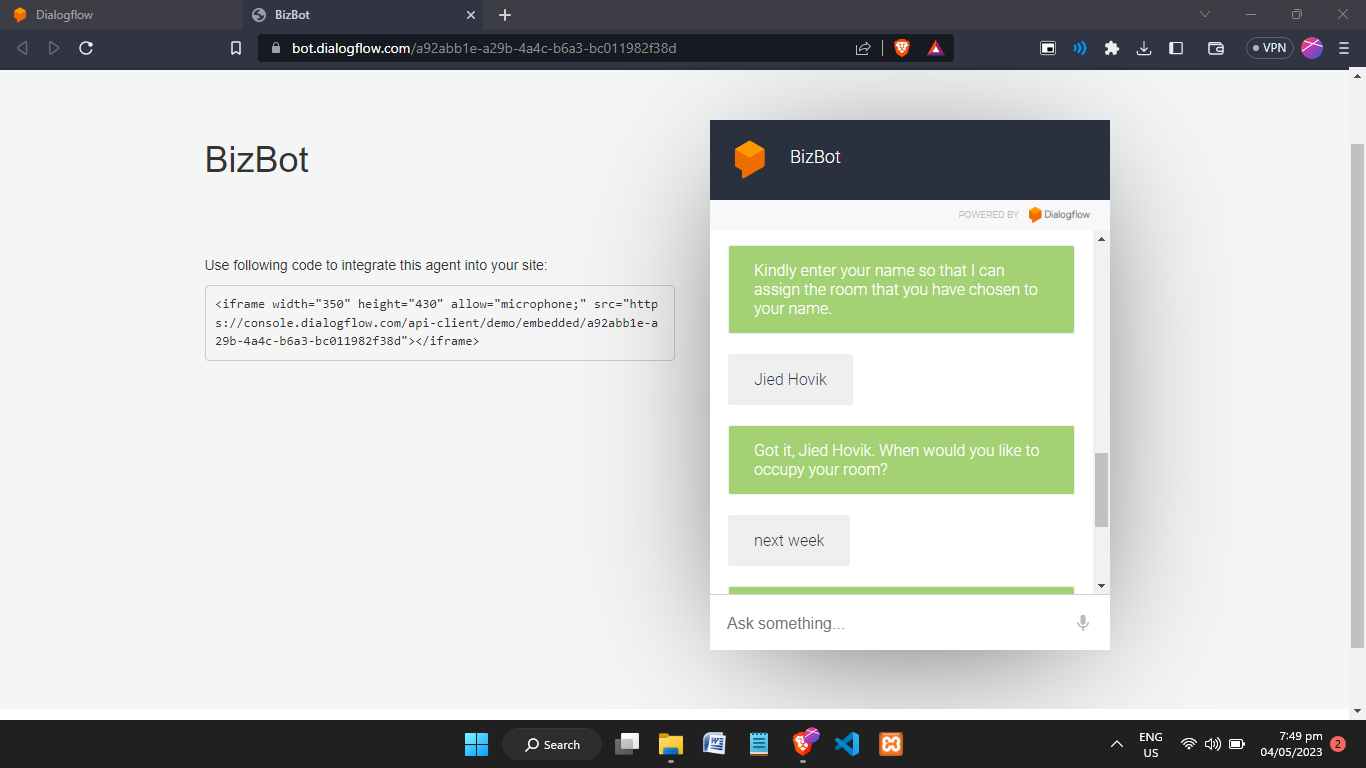 Dialogflow
BizBot
bot.dialogflow.com/a92abb1e-a29b-4a4c-b6a3-bc011982f38d
VPN
BizBot
Use following code to integrate this agent into your site:
<iframe width="350" height="430" allow="microphone;" src="http
s://console.dialogflow.com/api-client/demo/embedded/a92abb1e-a
29b-4a4c-b6a3-bc011982f38d"></iframe>
BizBot
POWERED BY Dialogflow
Kindly enter your name so that I can
assign the room that you have chosen to
your name.
Jied Hovik
Got it, Jied Hovik. When would you like to
occupy your room?
next week
Ask something...
Search
ENG
US
7:49 pm
04/05/2023
2